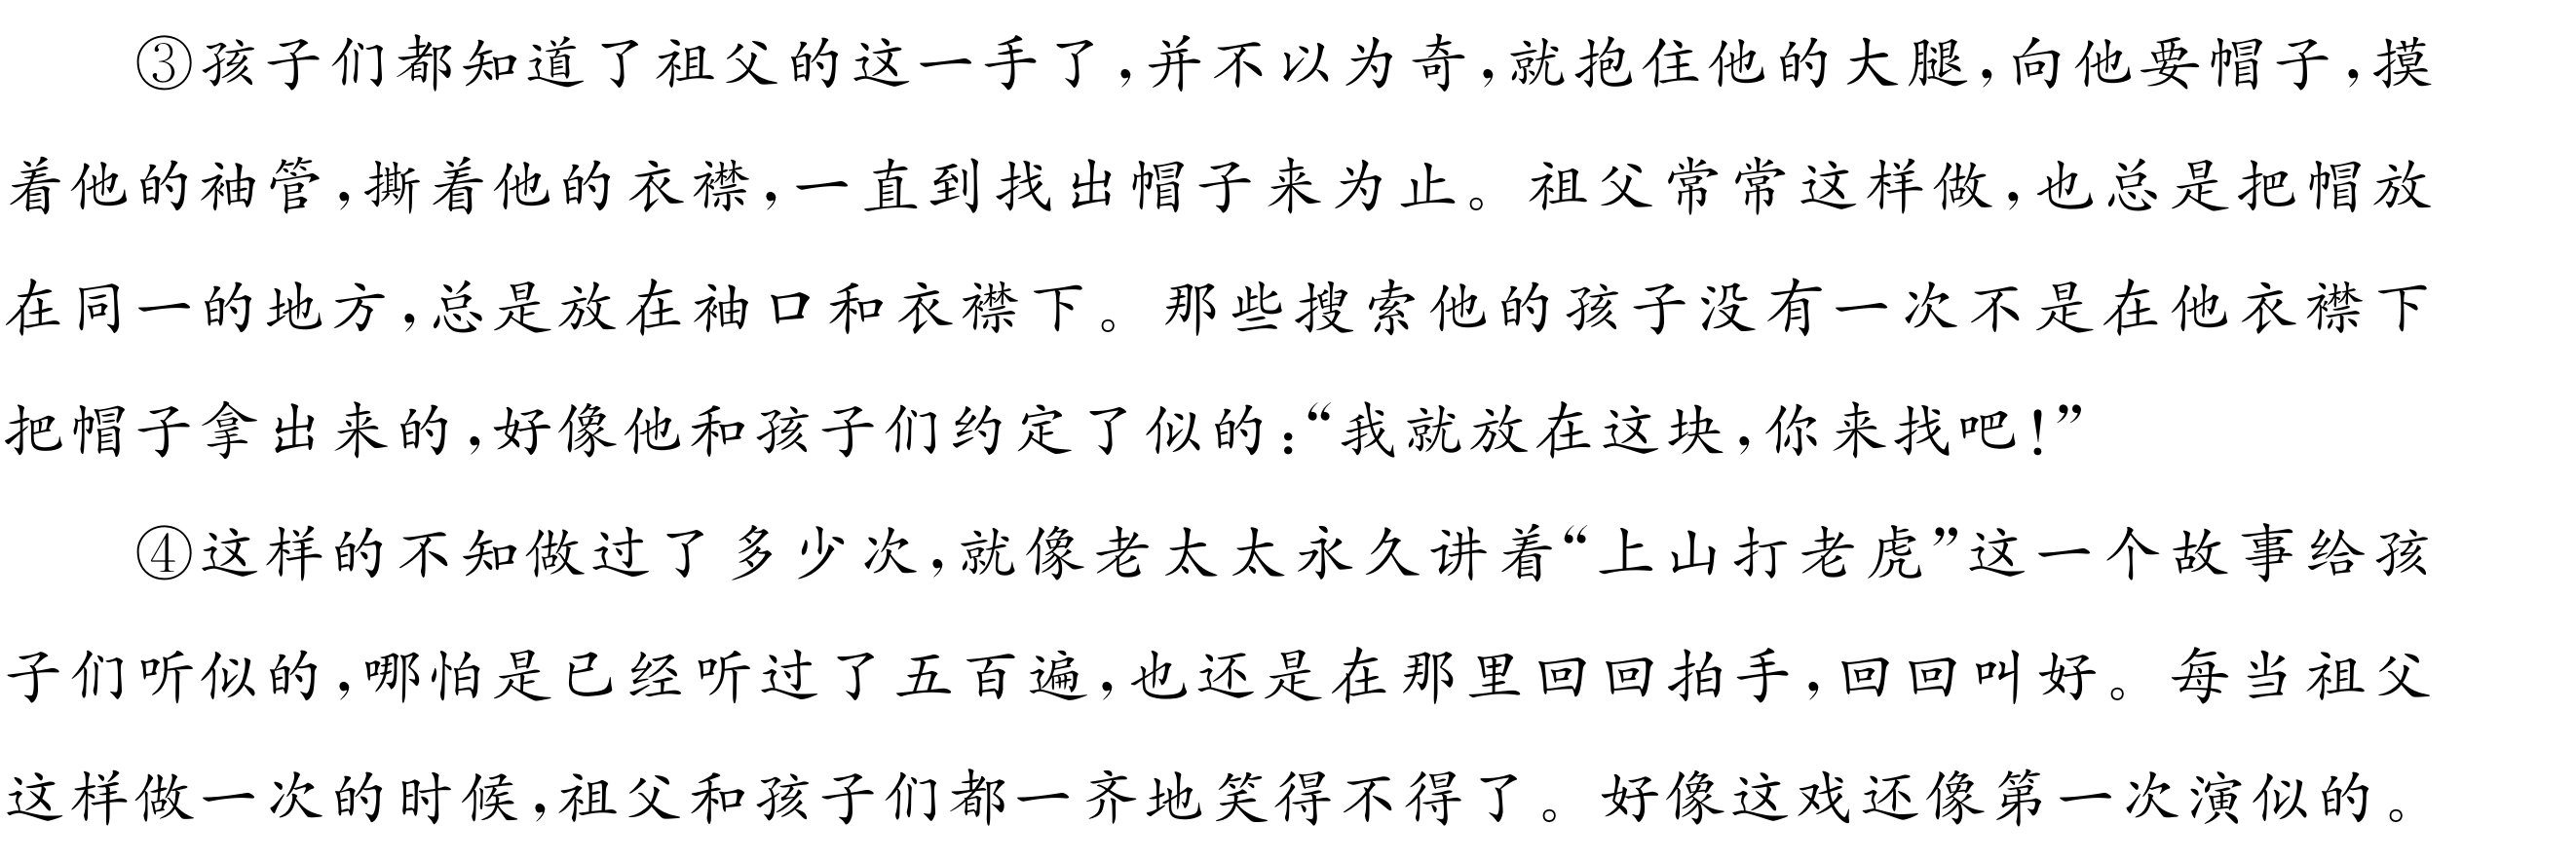 ③孩子们都知道了祖父的这一手了,并不以为奇,就抱住他的大腿,向他要帽子,摸
着他的袖管,撕着他的衣襟,一直到找出帽子来为止。祖父常常这样做,也总是把帽放
在同一的地方,总是放在袖口和衣襟下。那些搜索他的孩子没有一次不是在他衣襟下
把帽子拿出来的,好像他和孩子们约定了似的:“我就放在这块,你来找吧!”
④这样的不知做过了多少次,就像老太太永久讲着“上山打老虎”这一个故事给孩
子们听似的,哪怕是已经听过了五百遍,也还是在那里回回拍手,回回叫好。每当祖父
这样做一次的时候,祖父和孩子们都一齐地笑得不得了。好像这戏还像第一次演似的。